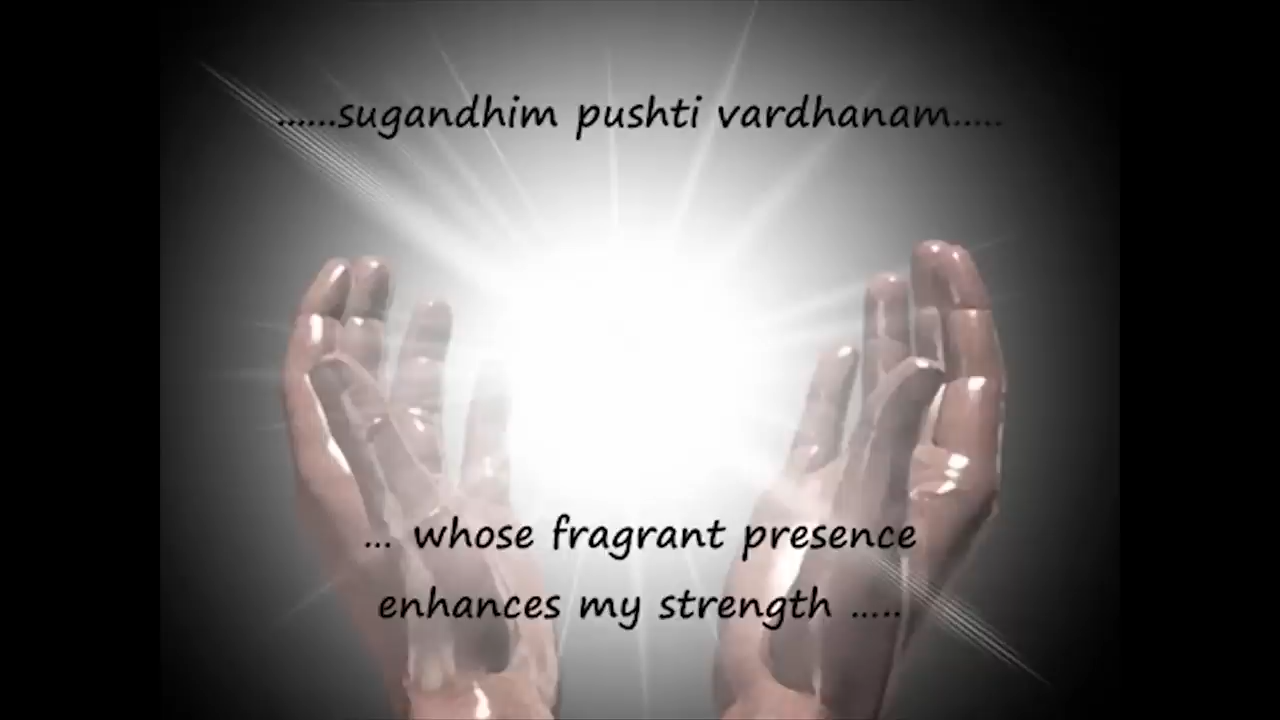 ......sugandhim pushti vardhanam.....
... whose fragrant presence
enhances my strength .....